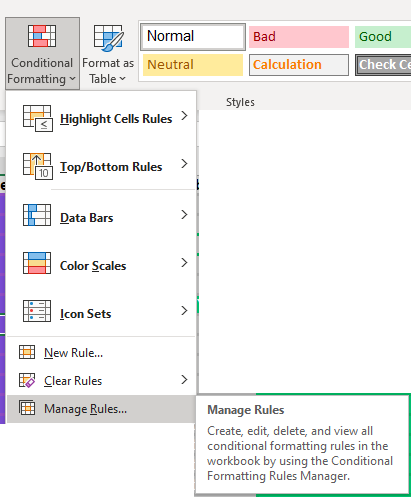 Conditional Formatting
Format as Table
Normal
Bad
Good
Neutral
Calculation
Check Ce
Styles
Highlight Cells Rules
Top/Bottom Rules
10
Data Bars
Color Scales
Icon Sets
New Rule...
Clear Rules
Manage Rules...
Manage Rules
Create, edit, delete, and view all
conditional formatting rules in the
workbook by using the Conditional
Formatting Rules Manager.